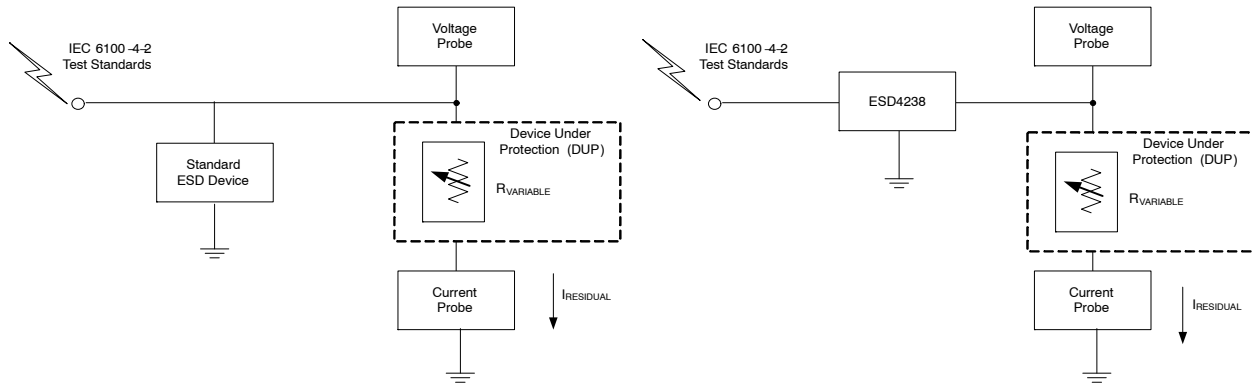 IEC 6100-4-2
Test Standards
Voltage
Probe
Standard
ESD Device
Device Under
Protection (DUP)
RVARIABLE
Current
Probe
IRESIDUAL
IEC 6100-4-2
Test Standards
ESD4238
Voltage
Probe
Device Under
Protection (DUP)
RVARIABLE
Current
Probe
IRESIDUAL